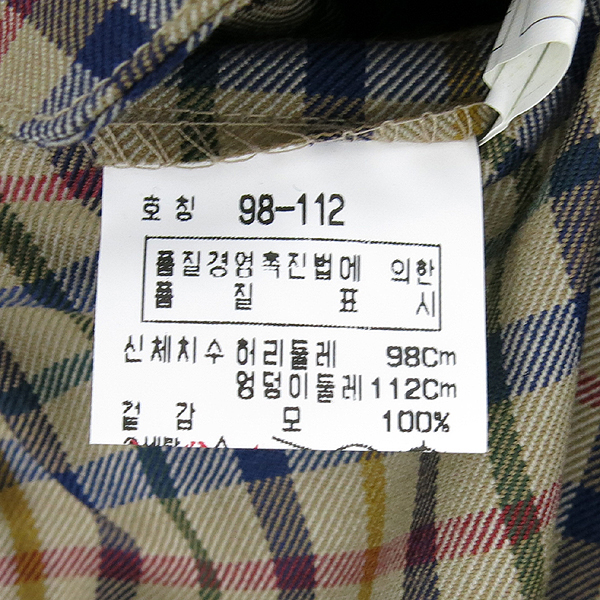 호칭 98-112
품질경영촉진법에 의한
품질표시
신체치수 허리둘레 98Cm
엉덩이둘레 112Cm
겉감 모 100%